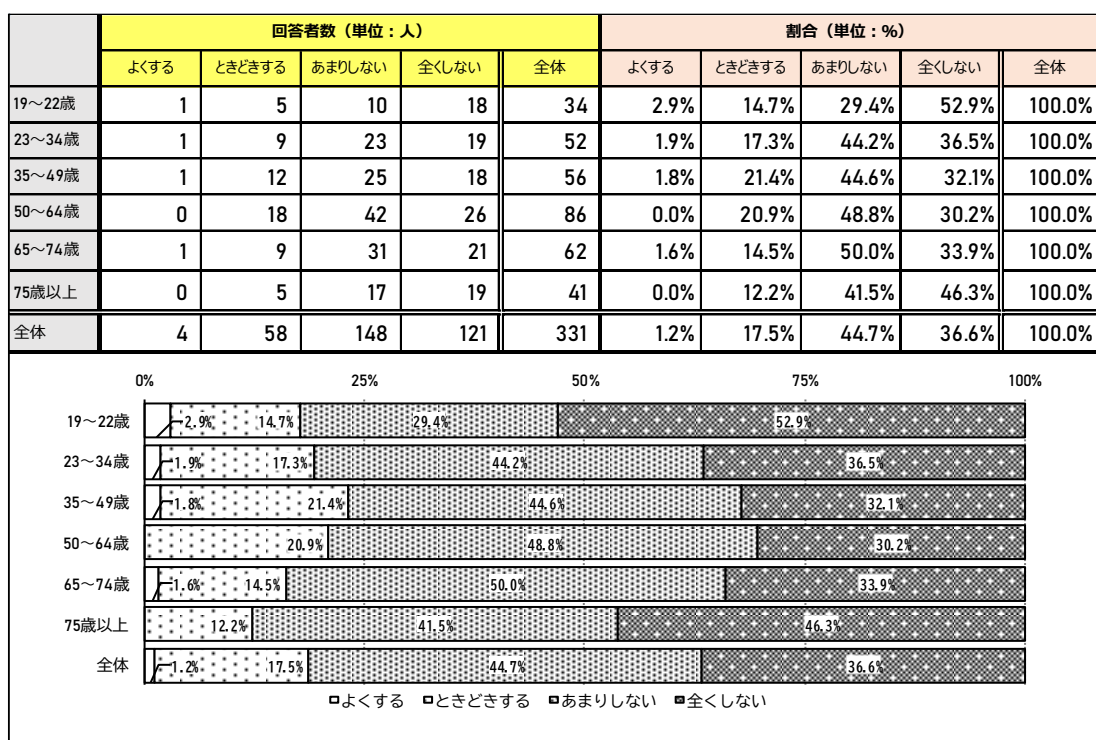 回答者数（単位：人） 割合（単位：%）
よくする ときどきする あまりしない 全くしない 全体 よくする ときどきする あまりしない 全くしない 全体
19～22歳 1 5 10 18 34 2.9% 14.7% 29.4% 52.9% 100.0%
23～34歳 1 9 23 19 52 1.9% 17.3% 44.2% 36.5% 100.0%
35～49歳 1 12 25 18 56 1.8% 21.4% 44.6% 32.1% 100.0%
50～64歳 0 18 42 26 86 0.0% 20.9% 48.8% 30.2% 100.0%
65～74歳 1 9 31 21 62 1.6% 14.5% 50.0% 33.9% 100.0%
75歳以上 0 5 17 19 41 0.0% 12.2% 41.5% 46.3% 100.0%
全体 4 58 148 121 331 1.2% 17.5% 44.7% 36.6% 100.0%
0% 25% 50% 75% 100%
19～22歳 2.9% 14.7% 29.4% 52.9%
23～34歳 1.9% 17.3% 44.2% 36.5%
35～49歳 1.8% 21.4% 44.6% 32.1%
50～64歳 20.9% 48.8% 30.2%
65～74歳 1.6% 14.5% 50.0% 33.9%
75歳以上 12.2% 41.5% 46.3%
全体 1.2% 17.5% 44.7% 36.6%
よくする ときどきする あまりしない 全くしない